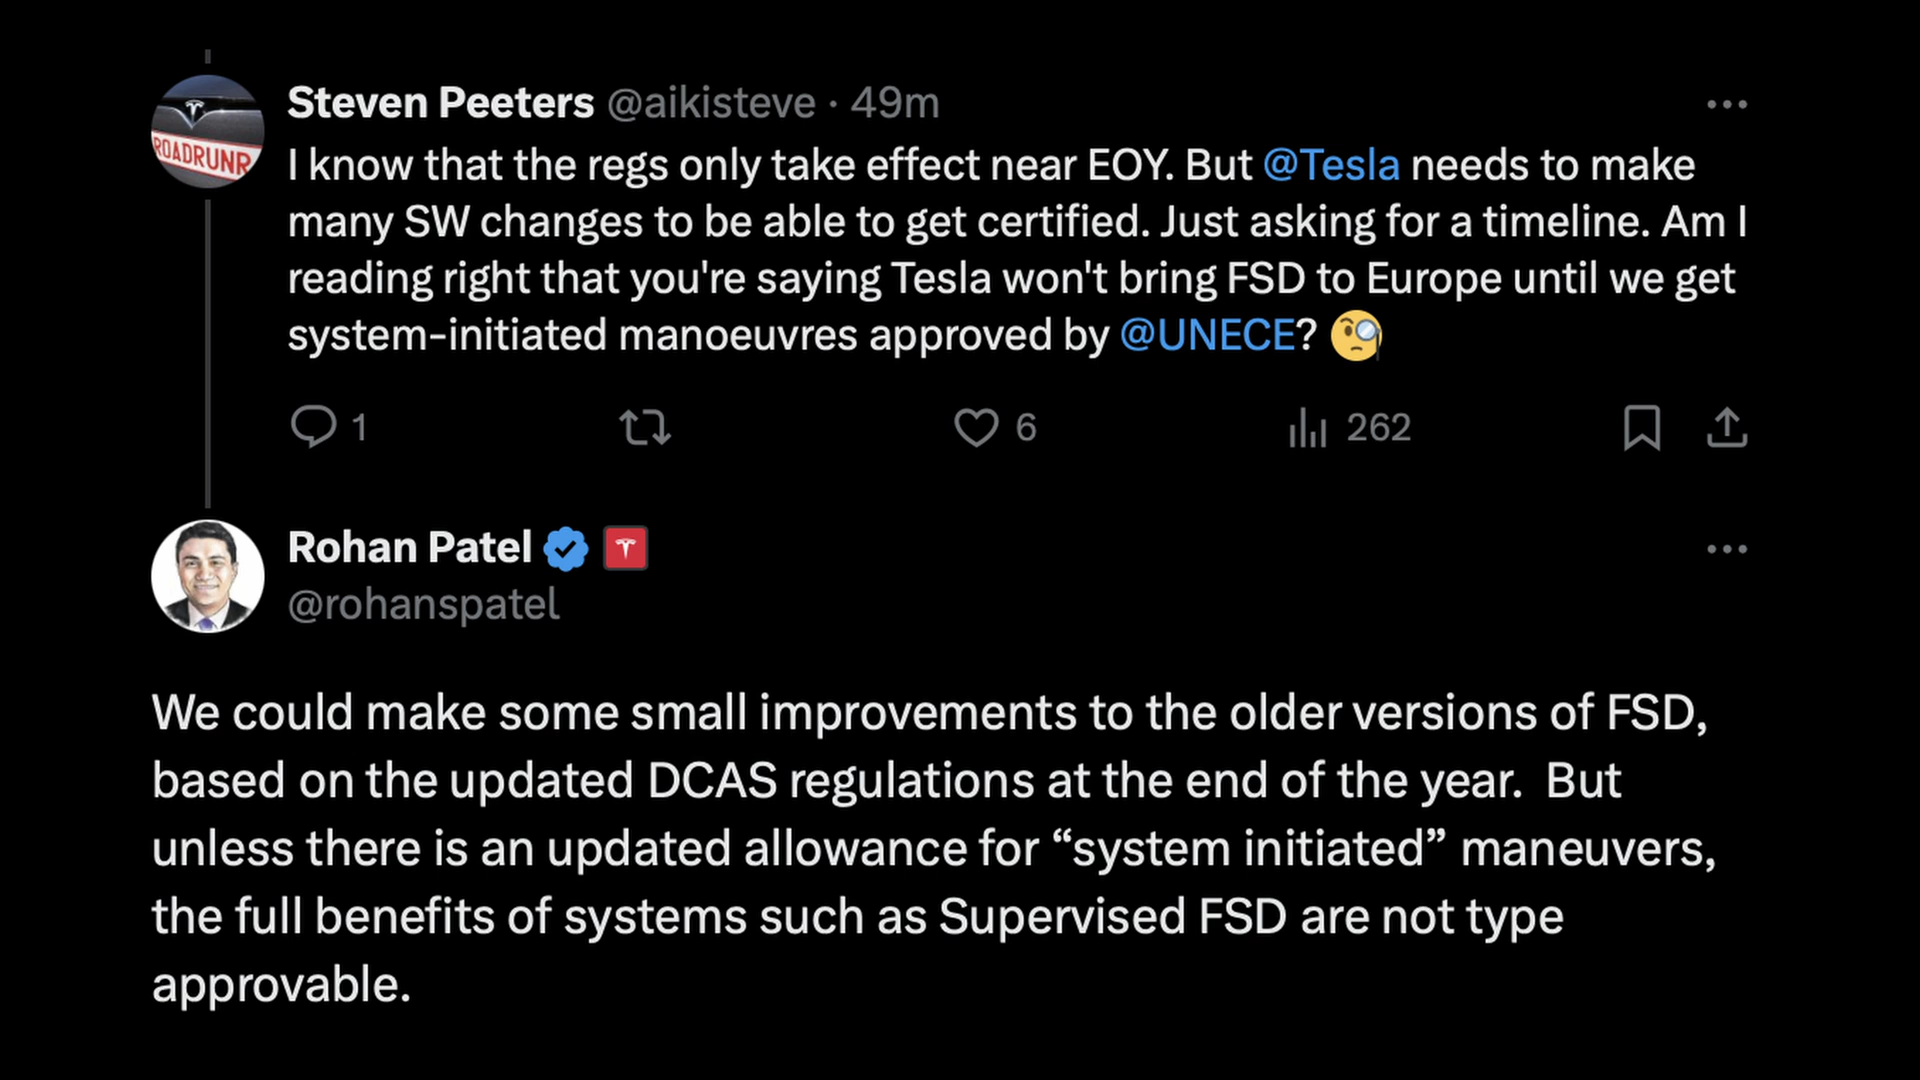 Steven Peeters @aikisteve · 49m
I know that the regs only take effect near EOY. But @Tesla needs to make
many SW changes to be able to get certified. Just asking for a timeline. Am I
reading right that you're saying Tesla won't bring FSD to Europe until we get
system-initiated manoeuvres approved by @UNECE? 🧐
1 6 262
ROADRUNR
Rohan Patel
@rohanspatel
We could make some small improvements to the older versions of FSD,
based on the updated DCAS regulations at the end of the year.  But
unless there is an updated allowance for “system initiated” maneuvers,
the full benefits of systems such as Supervised FSD are not type
approvable.